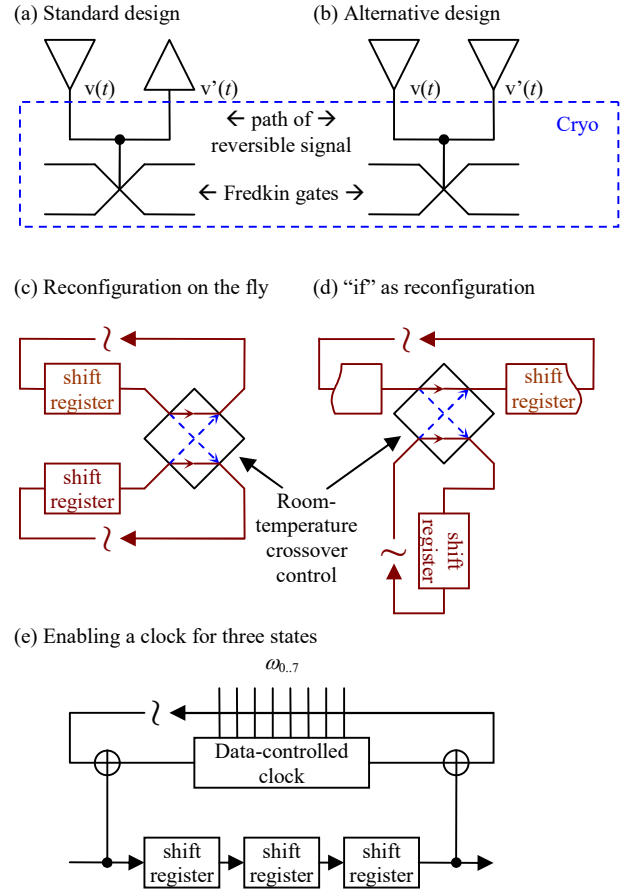 (a) Standard design
(b) Alternative design
v(t)
v’(t)
v(t)
v’(t)
← path of →
reversible signal
Cryo
← Fredkin gates →
(c) Reconfiguration on the fly
(d) “if” as reconfiguration
shift
register
shift
register
shift
register
shift
register
Room-
temperature
crossover
control
(e) Enabling a clock for three states
ω0..7
Data-controlled
clock
shift
register
shift
register
shift
register